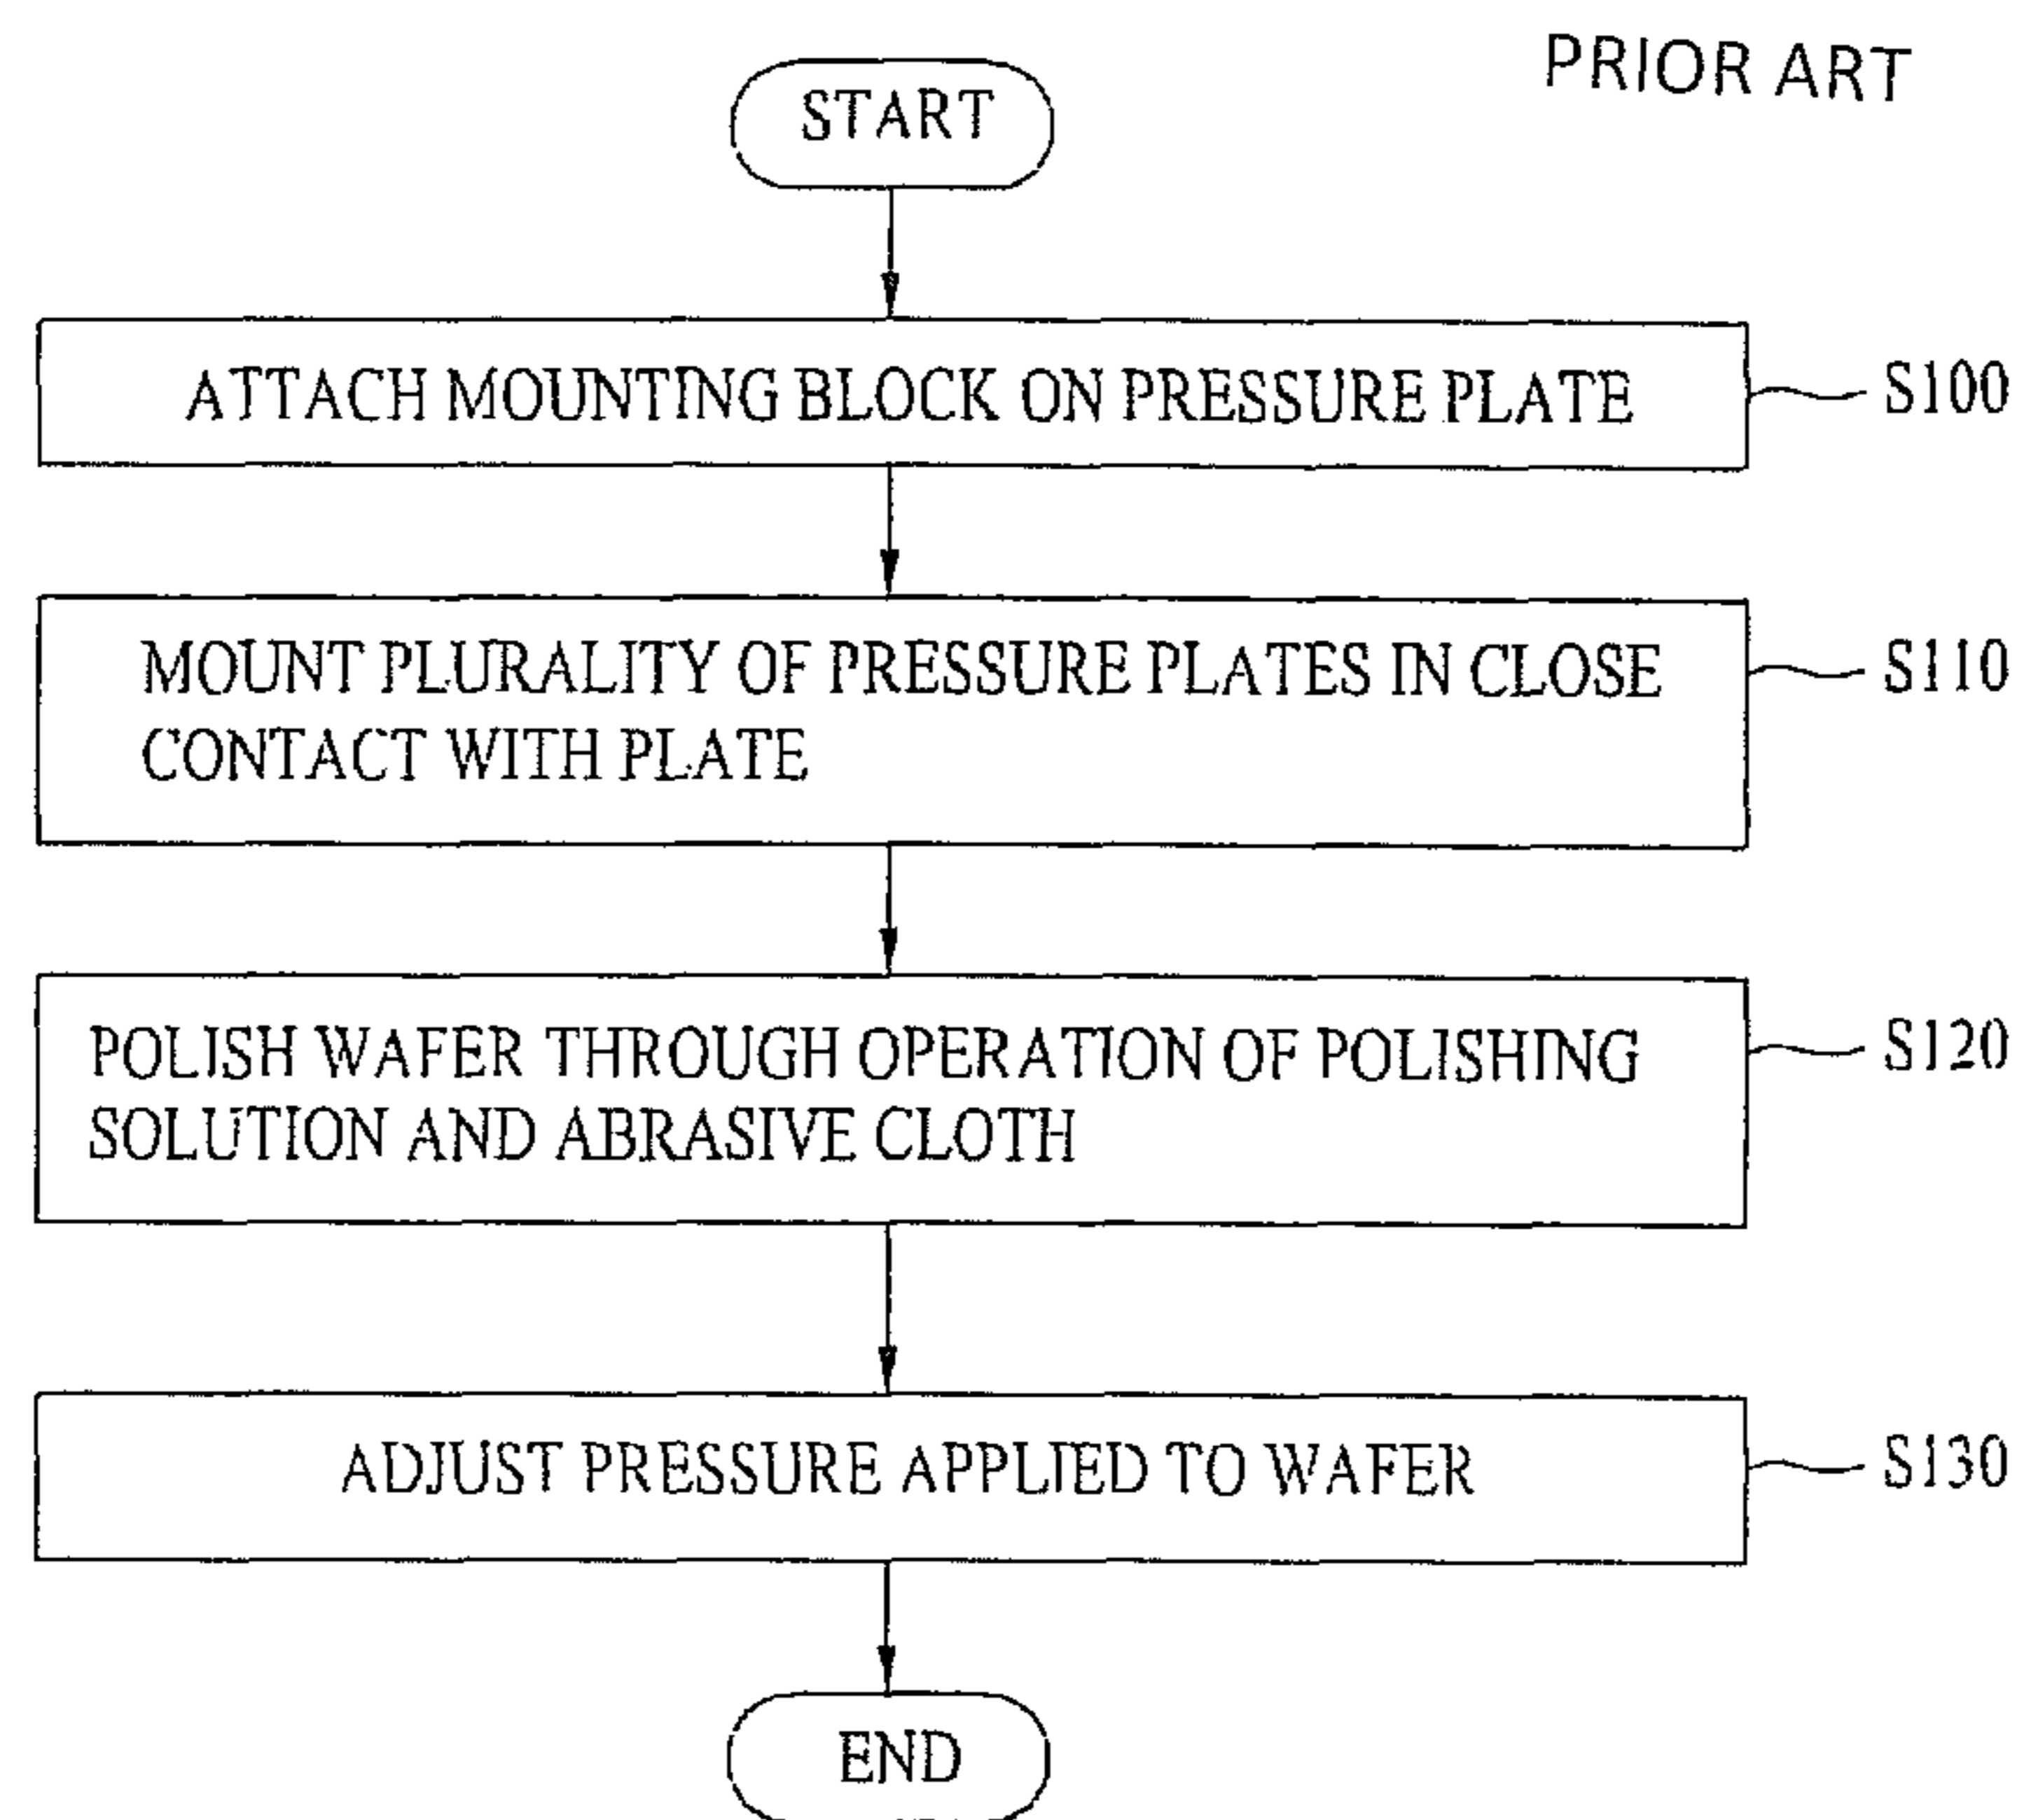 PRIOR ART
START
ATTACH MOUNTING BLOCK ON PRESSURE PLATE
S100
MOUNT PLURALITY OF PRESSURE PLATES IN CLOSE
CONTACT WITH PLATE
S110
POLISH WAFER THROUGH OPERATION OF POLISHING
SOLUTION AND ABRASIVE CLOTH
S120
ADJUST PRESSURE APPLIED TO WAFER
S130
END